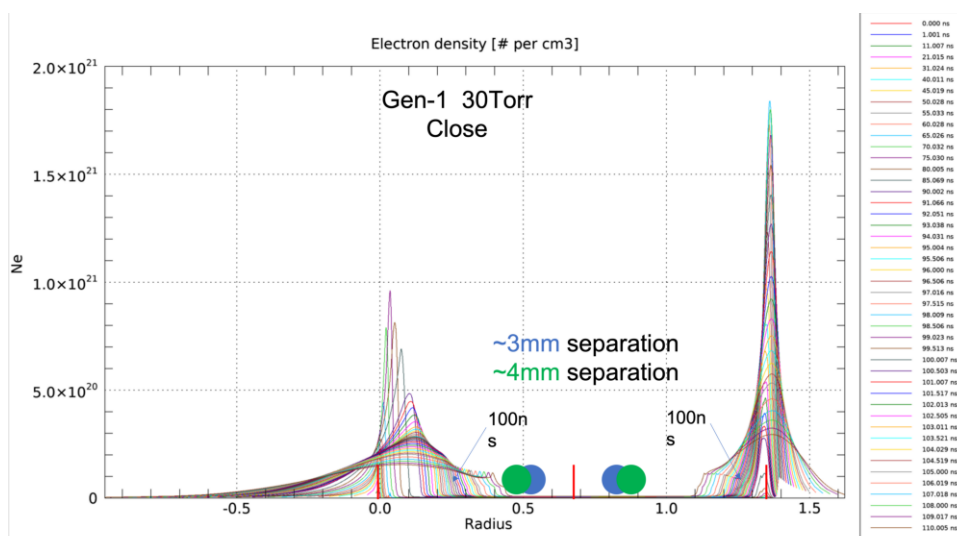 Electron density [# per cm3]
2.0×10²¹
1.5×10²¹
1.0×10²¹
5.0×10²⁰
0
Ne
Gen-1 30Torr
Close
~3mm separation
~4mm separation
100n
s
100n
s
-0.5
0.0
0.5
1.0
1.5
Radius
0.000 ns
1.001 ns
11.007 ns
21.015 ns
31.024 ns
40.011 ns
45.019 ns
50.028 ns
55.033 ns
60.028 ns
65.026 ns
70.032 ns
75.030 ns
80.005 ns
85.069 ns
90.002 ns
91.066 ns
92.051 ns
93.038 ns
94.031 ns
95.004 ns
95.506 ns
96.000 ns
96.506 ns
97.016 ns
97.515 ns
98.009 ns
98.506 ns
99.023 ns
99.513 ns
100.007 ns
100.503 ns
101.007 ns
101.517 ns
102.013 ns
102.505 ns
103.011 ns
103.521 ns
104.029 ns
104.519 ns
105.000 ns
106.019 ns
107.018 ns
108.000 ns
109.017 ns
110.005 ns